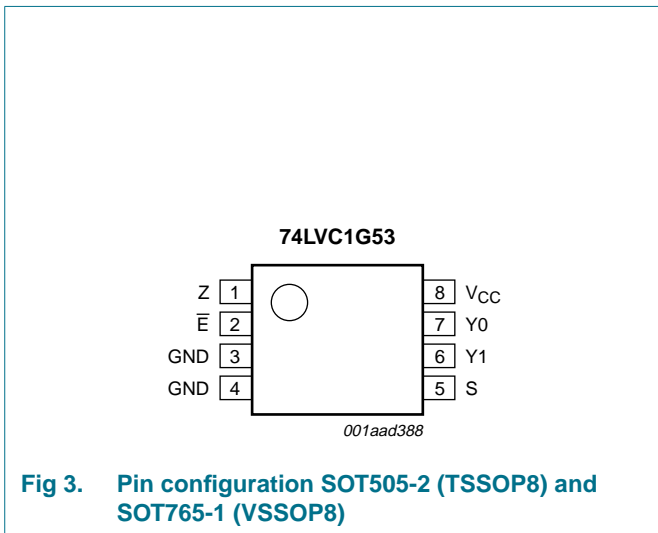 74LVC1G53
Z 1 8 VCC
E̅ 2 7 Y0
GND 3 6 Y1
GND 4 5 S
001aad388
Fig 3. Pin configuration SOT505-2 (TSSOP8) and
SOT765-1 (VSSOP8)